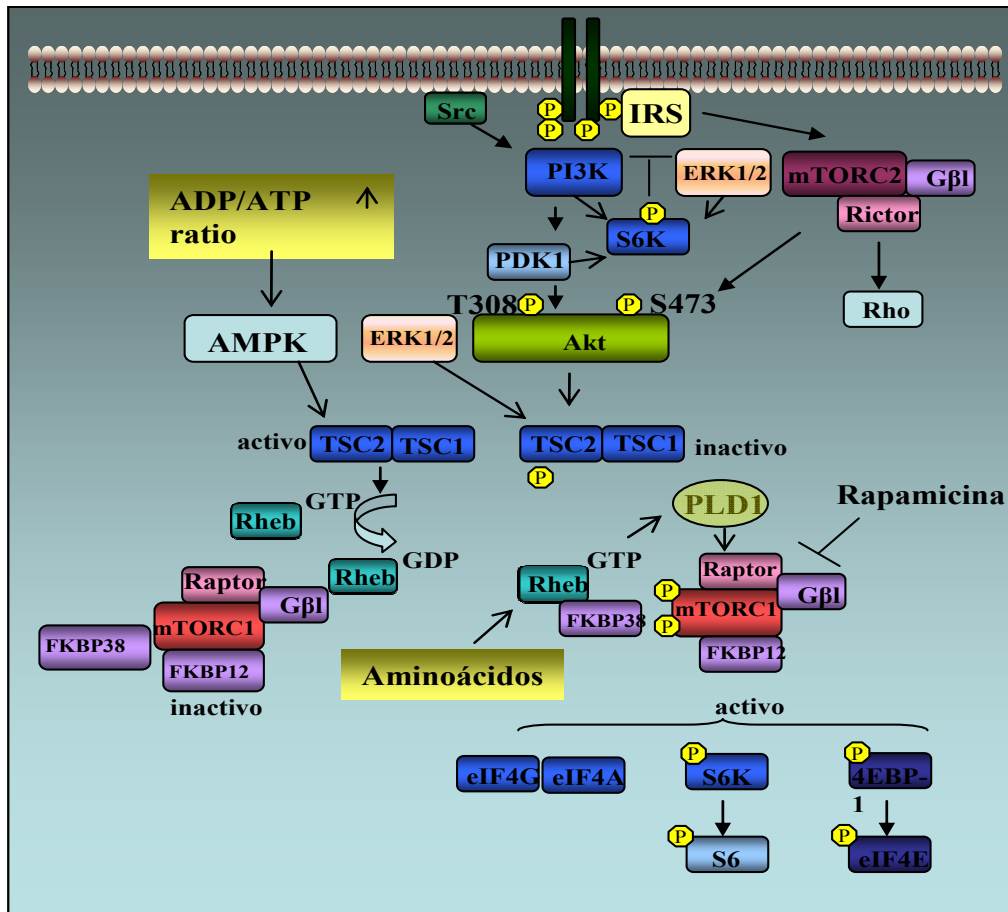 P
P
P
P
Src
IRS
PI3K
ERK1/2
mTORC2
Gβl
Rictor
ADP/ATP ↑
ratio
P
S6K
PDK1
T308
P
P
S473
Rho
AMPK
ERK1/2
Akt
activo
TSC2
TSC1
TSC2
TSC1
inactivo
P
GTP
Rheb
PLD1
Rapamicina
GDP
Rheb
GTP
Raptor
Gβl
mTORC1
FKBP38
FKBP12
inactivo
Rheb
FKBP38
Raptor
Gβl
P
mTORC1
P
FKBP12
Aminoácidos
activo
eIF4G
eIF4A
P
S6K
P
4EBP-
1
P
S6
P
eIF4E